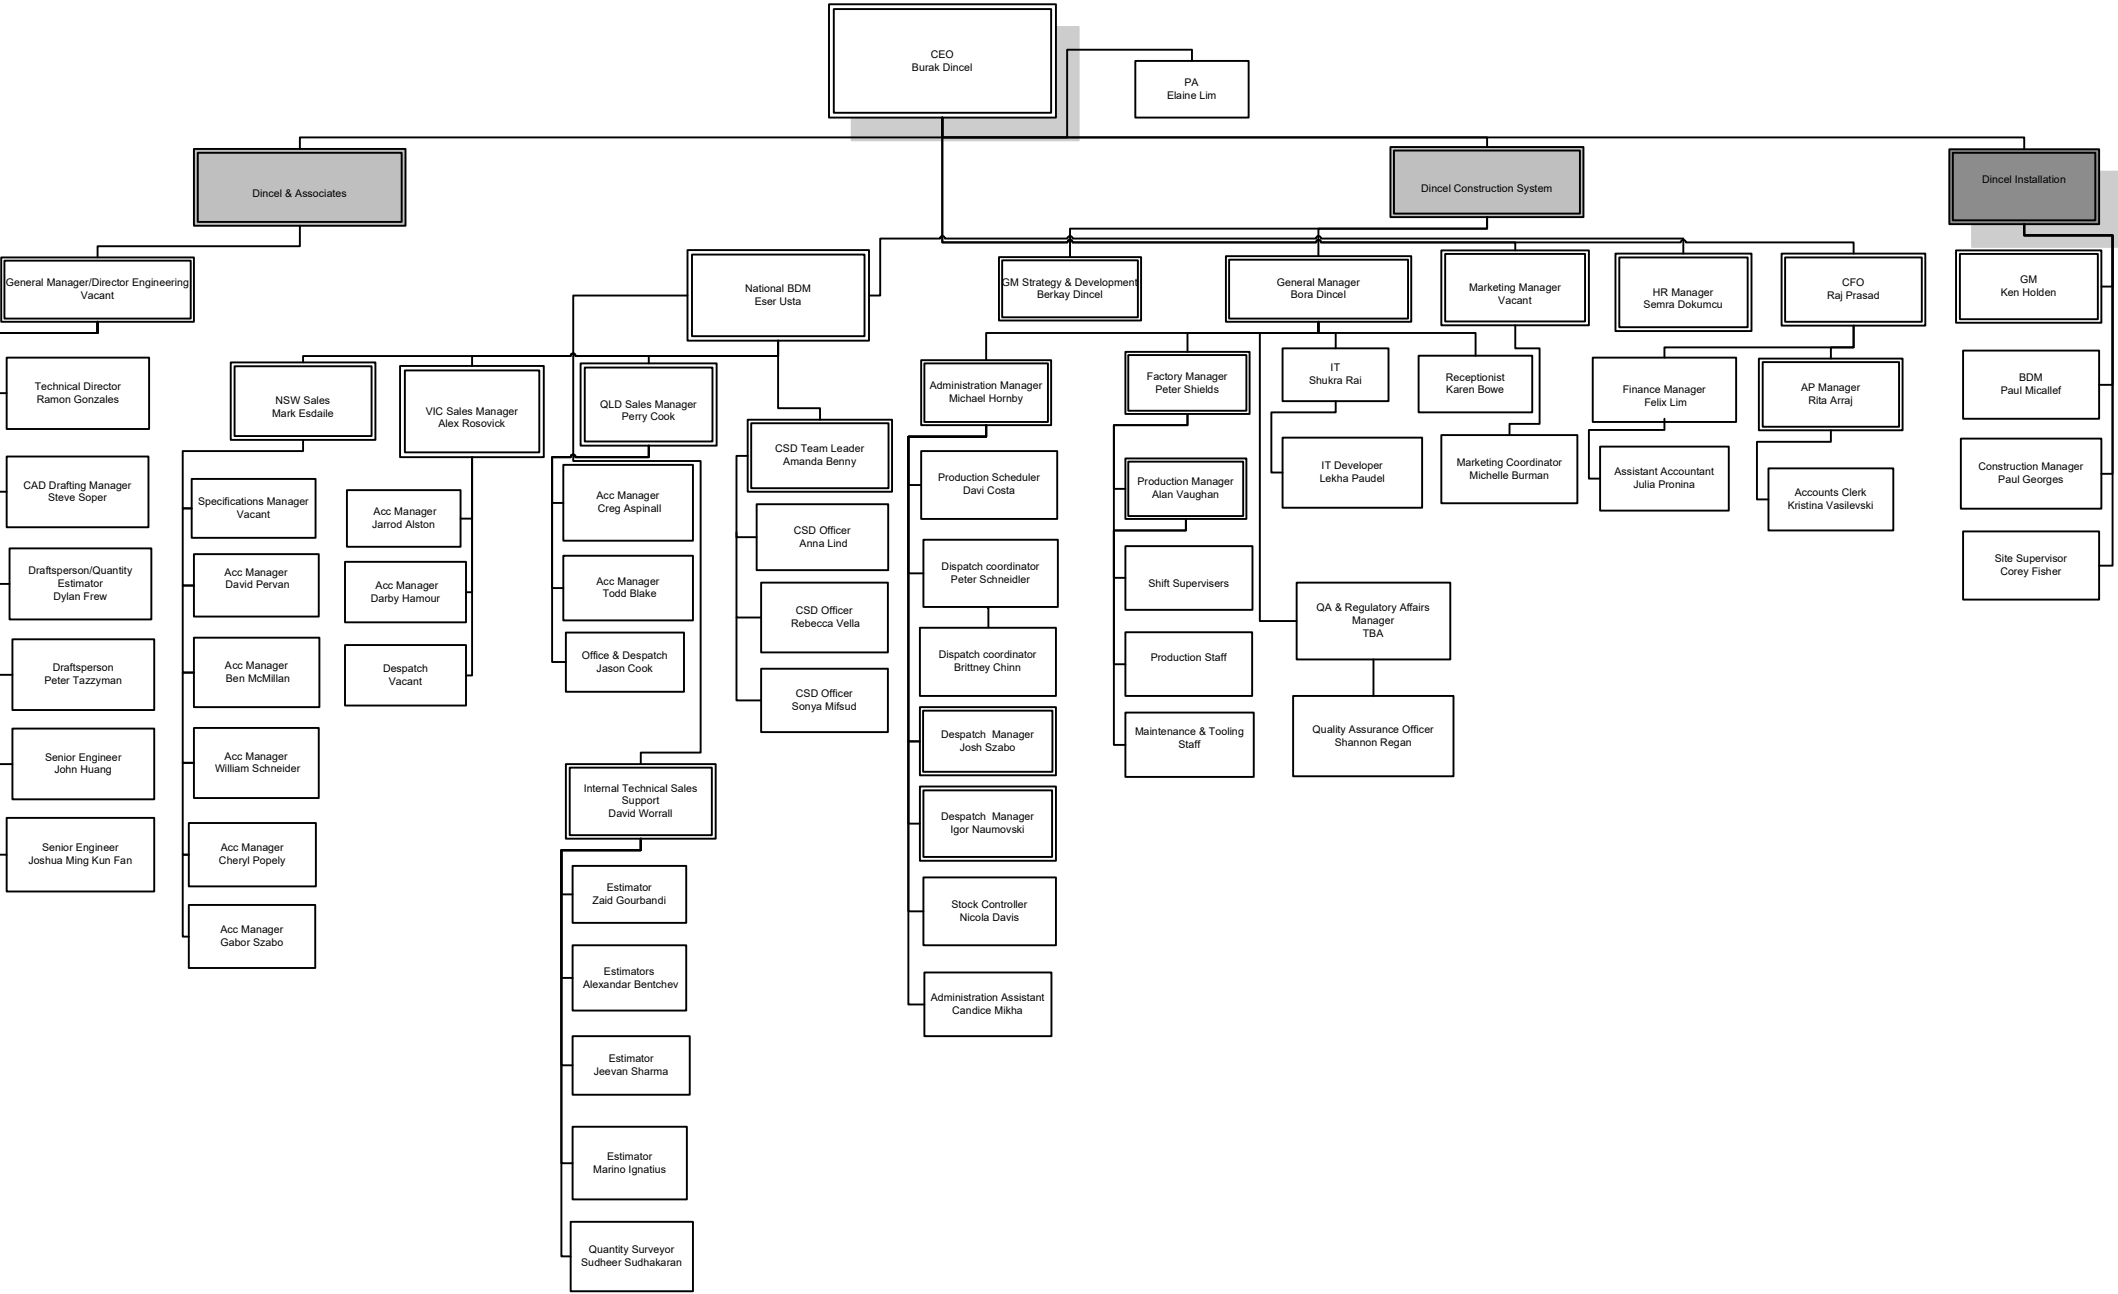 CEO
Burak Dincel
PA
Elaine Lim
Dincel & Associates
Dincel Construction System
Dincel Installation
General Manager/Director Engineering
Vacant
National BDM
Eser Usta
GM Strategy & Development
Berkay Dincel
General Manager
Bora Dincel
Marketing Manager
Vacant
HR Manager
Semra Dokumcu
CFO
Raj Prasad
GM
Ken Holden
Technical Director
Ramon Gonzales
CAD Drafting Manager
Steve Soper
Draftsperson/Quantity
Estimator
Dylan Frew
Draftsperson
Peter Tazzyman
Senior Engineer
John Huang
Senior Engineer
Joshua Ming Kun Fan
NSW Sales
Mark Esdaile
Specifications Manager
Vacant
Acc Manager
David Pervan
Acc Manager
Ben McMillan
Acc Manager
William Schneider
Acc Manager
Cheryl Popely
Acc Manager
Gabor Szabo
VIC Sales Manager
Alex Rosovick
Acc Manager
Jarrod Alston
Acc Manager
Darby Hamour
Despatch
Vacant
QLD Sales Manager
Perry Cook
Acc Manager
Creg Aspinall
Acc Manager
Todd Blake
Office & Despatch
Jason Cook
Internal Technical Sales
Support
David Worrall
Estimator
Zaid Gourbandi
Estimators
Alexandar Bentchev
Estimator
Jeevan Sharma
Estimator
Marino Ignatius
Quantity Surveyor
Sudheer Sudhakaran
CSD Team Leader
Amanda Benny
CSD Officer
Anna Lind
CSD Officer
Rebecca Vella
CSD Officer
Sonya Mifsud
Administration Manager
Michael Hornby
Production Scheduler
Davi Costa
Dispatch coordinator
Peter Schneidler
Dispatch coordinator
Brittney Chinn
Despatch  Manager
Josh Szabo
Despatch  Manager
Igor Naumovski
Stock Controller
Nicola Davis
Administration Assistant
Candice Mikha
Factory Manager
Peter Shields
Production Manager
Alan Vaughan
Shift Supervisers
Production Staff
Maintenance & Tooling
Staff
IT
Shukra Rai
IT Developer
Lekha Paudel
QA & Regulatory Affairs
Manager
TBA
Quality Assurance Officer
Shannon Regan
Receptionist
Karen Bowe
Marketing Coordinator
Michelle Burman
Finance Manager
Felix Lim
Assistant Accountant
Julia Pronina
AP Manager
Rita Arraj
Accounts Clerk
Kristina Vasilevski
BDM
Paul Micallef
Construction Manager
Paul Georges
Site Supervisor
Corey Fisher